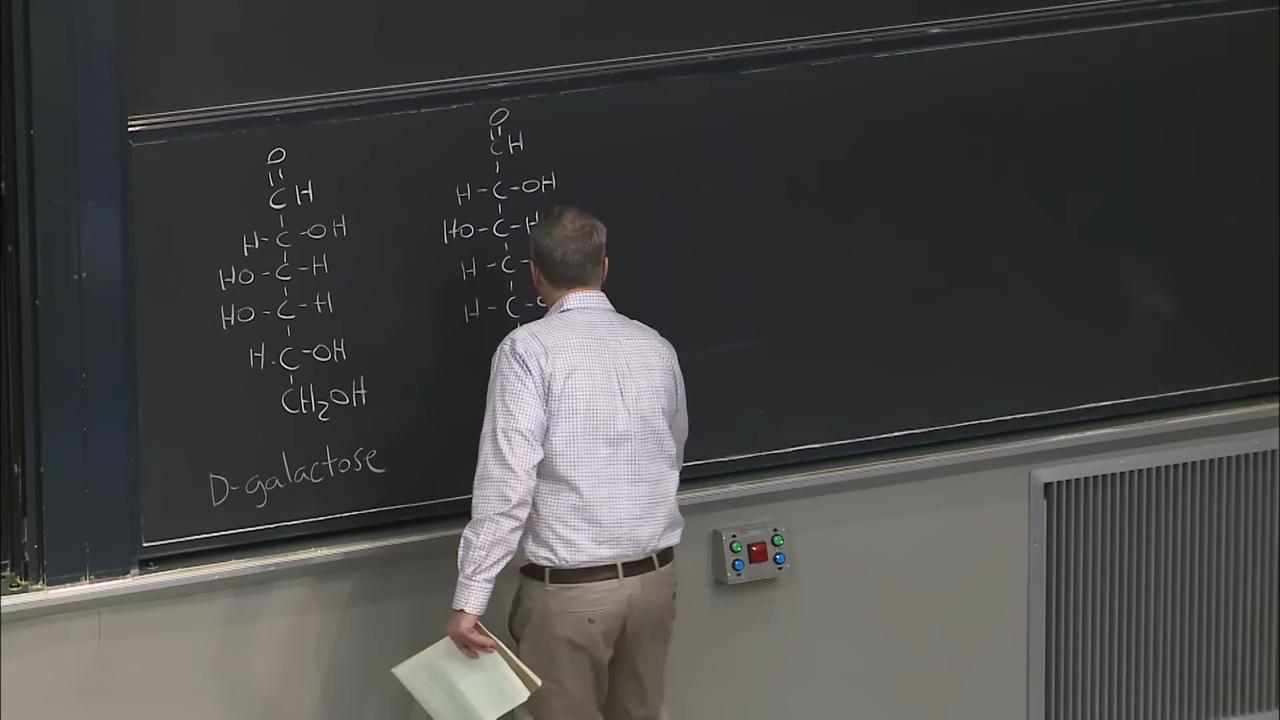 O
CH
H-C-OH
HO-C-H
HO-C-H
H-C-OH
CH2OH
D-galactose
O
CH
H-C-OH
HO-C-H
H-C-
H-C-